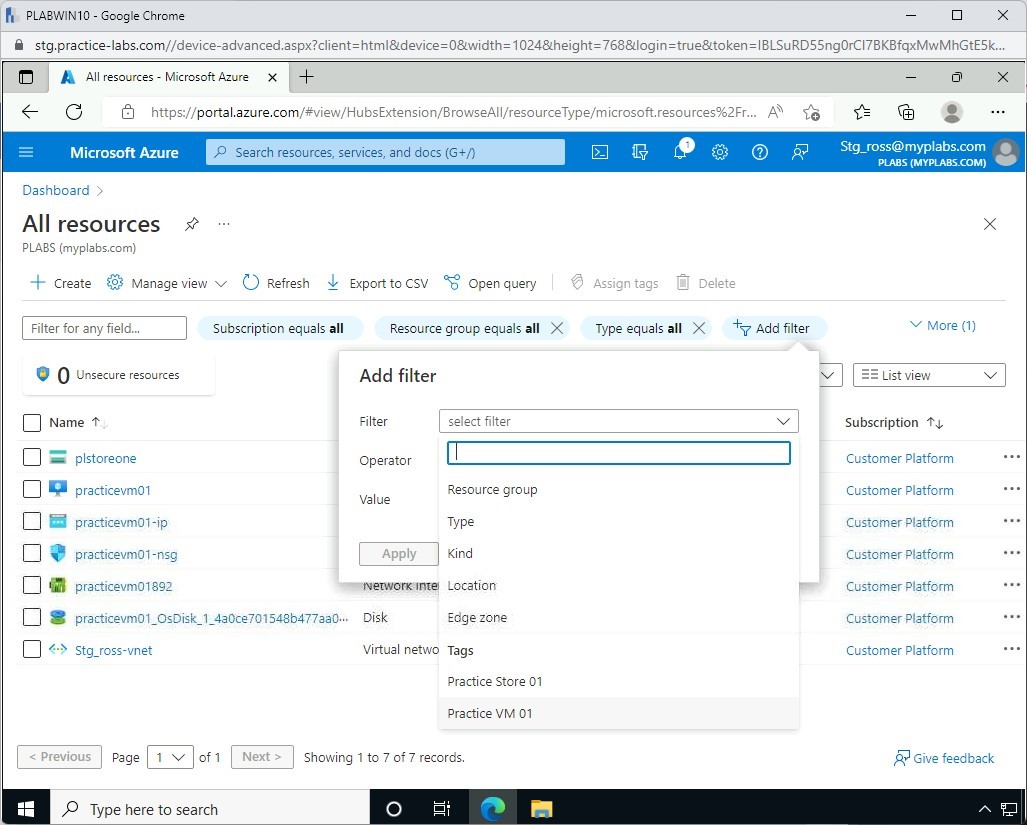 PLABWIN10 - Google Chrome
stg.practice-labs.com//device-advanced.aspx?client=html&device=0&width=1024&height=768&login=true&token=IBLSuRD55ng0rCI7BKBfqxMwMhGtE5k...
All resources - Microsoft Azure
https://portal.azure.com/#view/HubsExtension/BrowseAll/resourceType/microsoft.resources%2Fr...
Microsoft Azure
Search resources, services, and docs (G+/)
1
Stg_ross@myplabs.com
PLABS (MYPLABS.COM)
Dashboard >
All resources
PLABS (myplabs.com)
Create Manage view Refresh Export to CSV Open query Assign tags Delete
Filter for any field... Subscription equals all Resource group equals all Type equals all Add filter More (1)
0 Unsecure resources
List view
Add filter
Filter select filter
Operator
Value
Apply
Resource group
Type
Kind
Location
Edge zone
Tags
Practice Store 01
Practice VM 01
Name Subscription
plstoreone Customer Platform
practicevm01 Customer Platform
practicevm01-ip Customer Platform
practicevm01-nsg Customer Platform
practicevm01892 Network Inte Customer Platform
practicevm01_OsDisk_1_4a0ce701548b477aa0... Disk Customer Platform
Stg_ross-vnet Virtual netwo Customer Platform
< Previous Page 1 of 1 Next > Showing 1 to 7 of 7 records. Give feedback
Type here to search